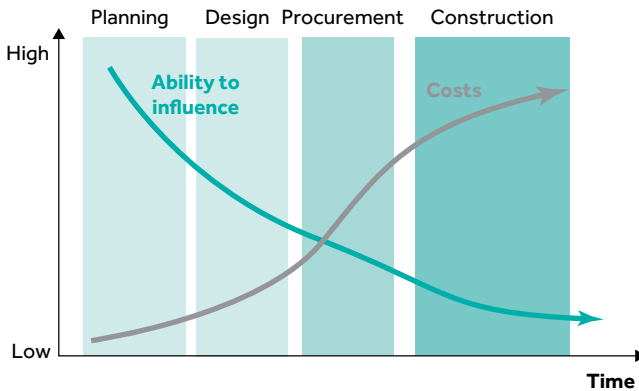 Planning Design Procurement Construction
High
Ability to
influence
Costs
Low
Time